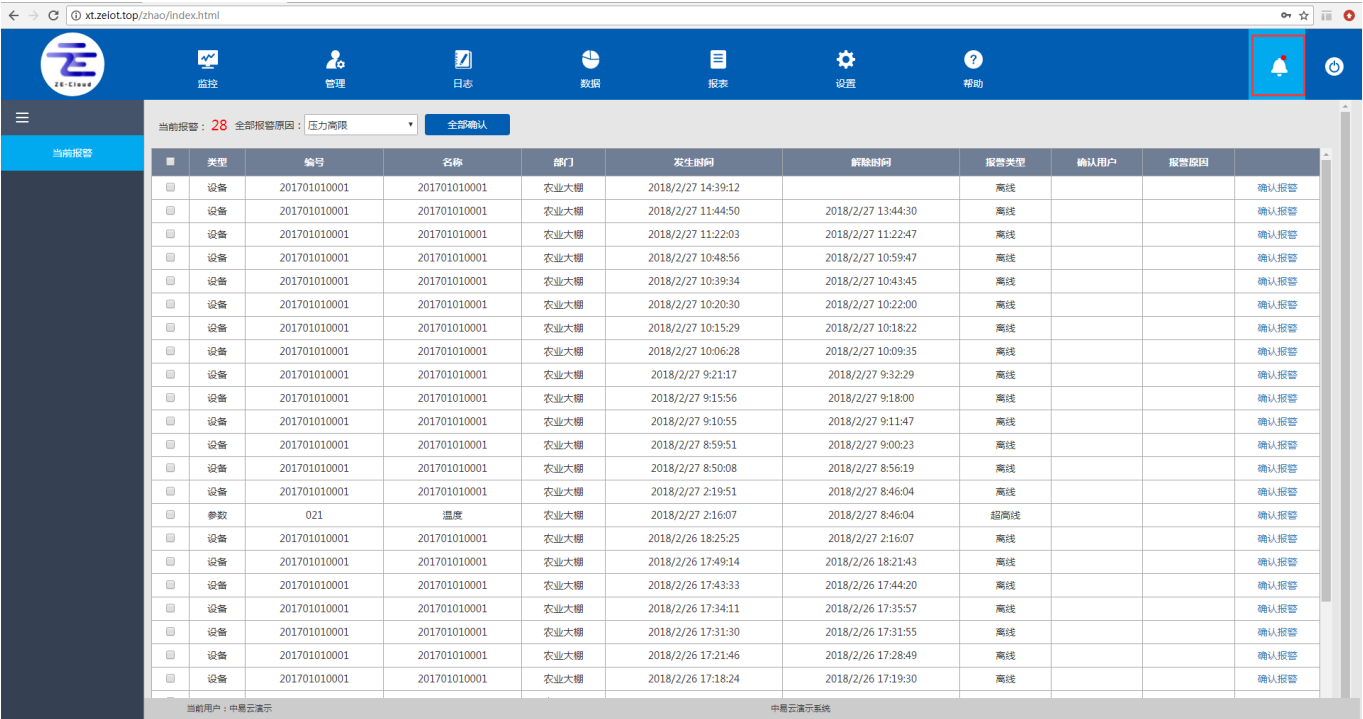 xt.zeiot.top/zhao/index.html
ZE-Cloud
监控 管理 日志 数据 报表 设置 帮助
当前报警： 28 全部报警原因： 压力高限 全部确认
当前报警
类型 编号 名称 部门 发生时间 解除时间 报警类型 确认用户 报警原因
设备 201701010001 201701010001 农业大棚 2018/2/27 14:39:12 离线 确认报警
设备 201701010001 201701010001 农业大棚 2018/2/27 11:44:50 2018/2/27 13:44:30 离线 确认报警
设备 201701010001 201701010001 农业大棚 2018/2/27 11:22:03 2018/2/27 11:22:47 离线 确认报警
设备 201701010001 201701010001 农业大棚 2018/2/27 10:48:56 2018/2/27 10:59:47 离线 确认报警
设备 201701010001 201701010001 农业大棚 2018/2/27 10:39:34 2018/2/27 10:43:45 离线 确认报警
设备 201701010001 201701010001 农业大棚 2018/2/27 10:20:30 2018/2/27 10:22:00 离线 确认报警
设备 201701010001 201701010001 农业大棚 2018/2/27 10:15:29 2018/2/27 10:18:22 离线 确认报警
设备 201701010001 201701010001 农业大棚 2018/2/27 10:06:28 2018/2/27 10:09:35 离线 确认报警
设备 201701010001 201701010001 农业大棚 2018/2/27 9:21:17 2018/2/27 9:32:29 离线 确认报警
设备 201701010001 201701010001 农业大棚 2018/2/27 9:15:56 2018/2/27 9:18:00 离线 确认报警
设备 201701010001 201701010001 农业大棚 2018/2/27 9:10:55 2018/2/27 9:11:47 离线 确认报警
设备 201701010001 201701010001 农业大棚 2018/2/27 8:59:51 2018/2/27 9:00:23 离线 确认报警
设备 201701010001 201701010001 农业大棚 2018/2/27 8:50:08 2018/2/27 8:56:19 离线 确认报警
设备 201701010001 201701010001 农业大棚 2018/2/27 2:19:51 2018/2/27 8:46:04 离线 确认报警
参数 021 温度 农业大棚 2018/2/27 2:16:07 2018/2/27 8:46:04 超高线 确认报警
设备 201701010001 201701010001 农业大棚 2018/2/26 18:25:25 2018/2/27 2:16:07 离线 确认报警
设备 201701010001 201701010001 农业大棚 2018/2/26 17:49:14 2018/2/26 18:21:43 离线 确认报警
设备 201701010001 201701010001 农业大棚 2018/2/26 17:43:33 2018/2/26 17:44:20 离线 确认报警
设备 201701010001 201701010001 农业大棚 2018/2/26 17:34:11 2018/2/26 17:35:57 离线 确认报警
设备 201701010001 201701010001 农业大棚 2018/2/26 17:31:30 2018/2/26 17:31:55 离线 确认报警
设备 201701010001 201701010001 农业大棚 2018/2/26 17:21:46 2018/2/26 17:28:49 离线 确认报警
设备 201701010001 201701010001 农业大棚 2018/2/26 17:18:24 2018/2/26 17:19:30 离线 确认报警
当前用户：中易云演示 中易云演示系统